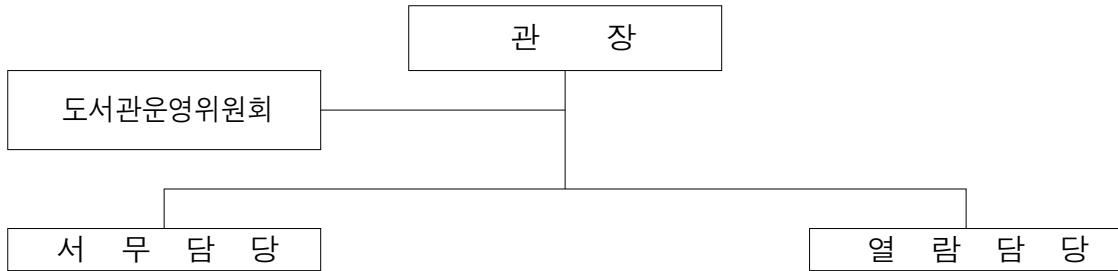 관 장
도서관운영위원회
서 무 담 당
열 람 담 당